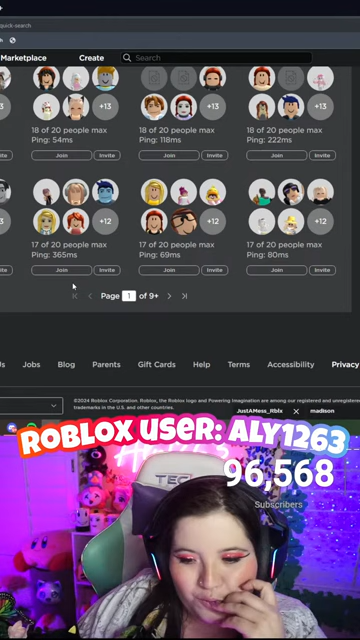 quick-search
Marketplace
Create
Search
+13
+13
+13
18 of 20 people max
18 of 20 people max
18 of 20 people max
Ping: 54ms
Ping: 118ms
Ping: 222ms
Join
Invite
Join
Invite
Join
Invite
+12
+12
+12
17 of 20 people max
17 of 20 people max
17 of 20 people max
Ping: 365ms
Ping: 69ms
Ping: 80ms
Join
Invite
Join
Invite
Join
Invite
Page 1 of 9+
Jobs
Blog
Parents
Gift Cards
Help
Terms
Accessibility
Privacy
©2024 Roblox Corporation. Roblox, the Roblox logo and Powering Imagination are among our registered and unregistered
trademarks in the U.S. and other countries.
JustAMess_Rblx
madison
ROBLOX USER: ALY1263
96,568
Subscribers